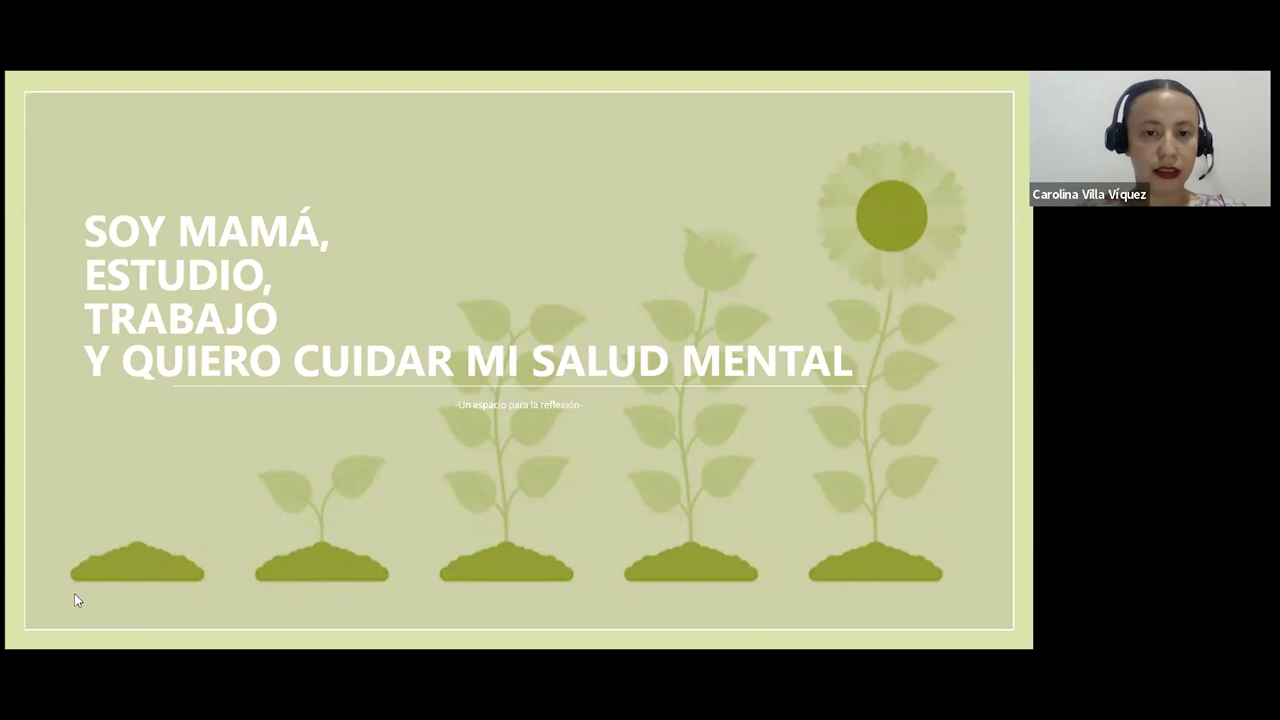 SOY MAMÁ,
ESTUDIO,
TRABAJO
Y QUIERO CUIDAR MI SALUD MENTAL
-Un espacio para la reflexión-
Carolina Villa Víquez